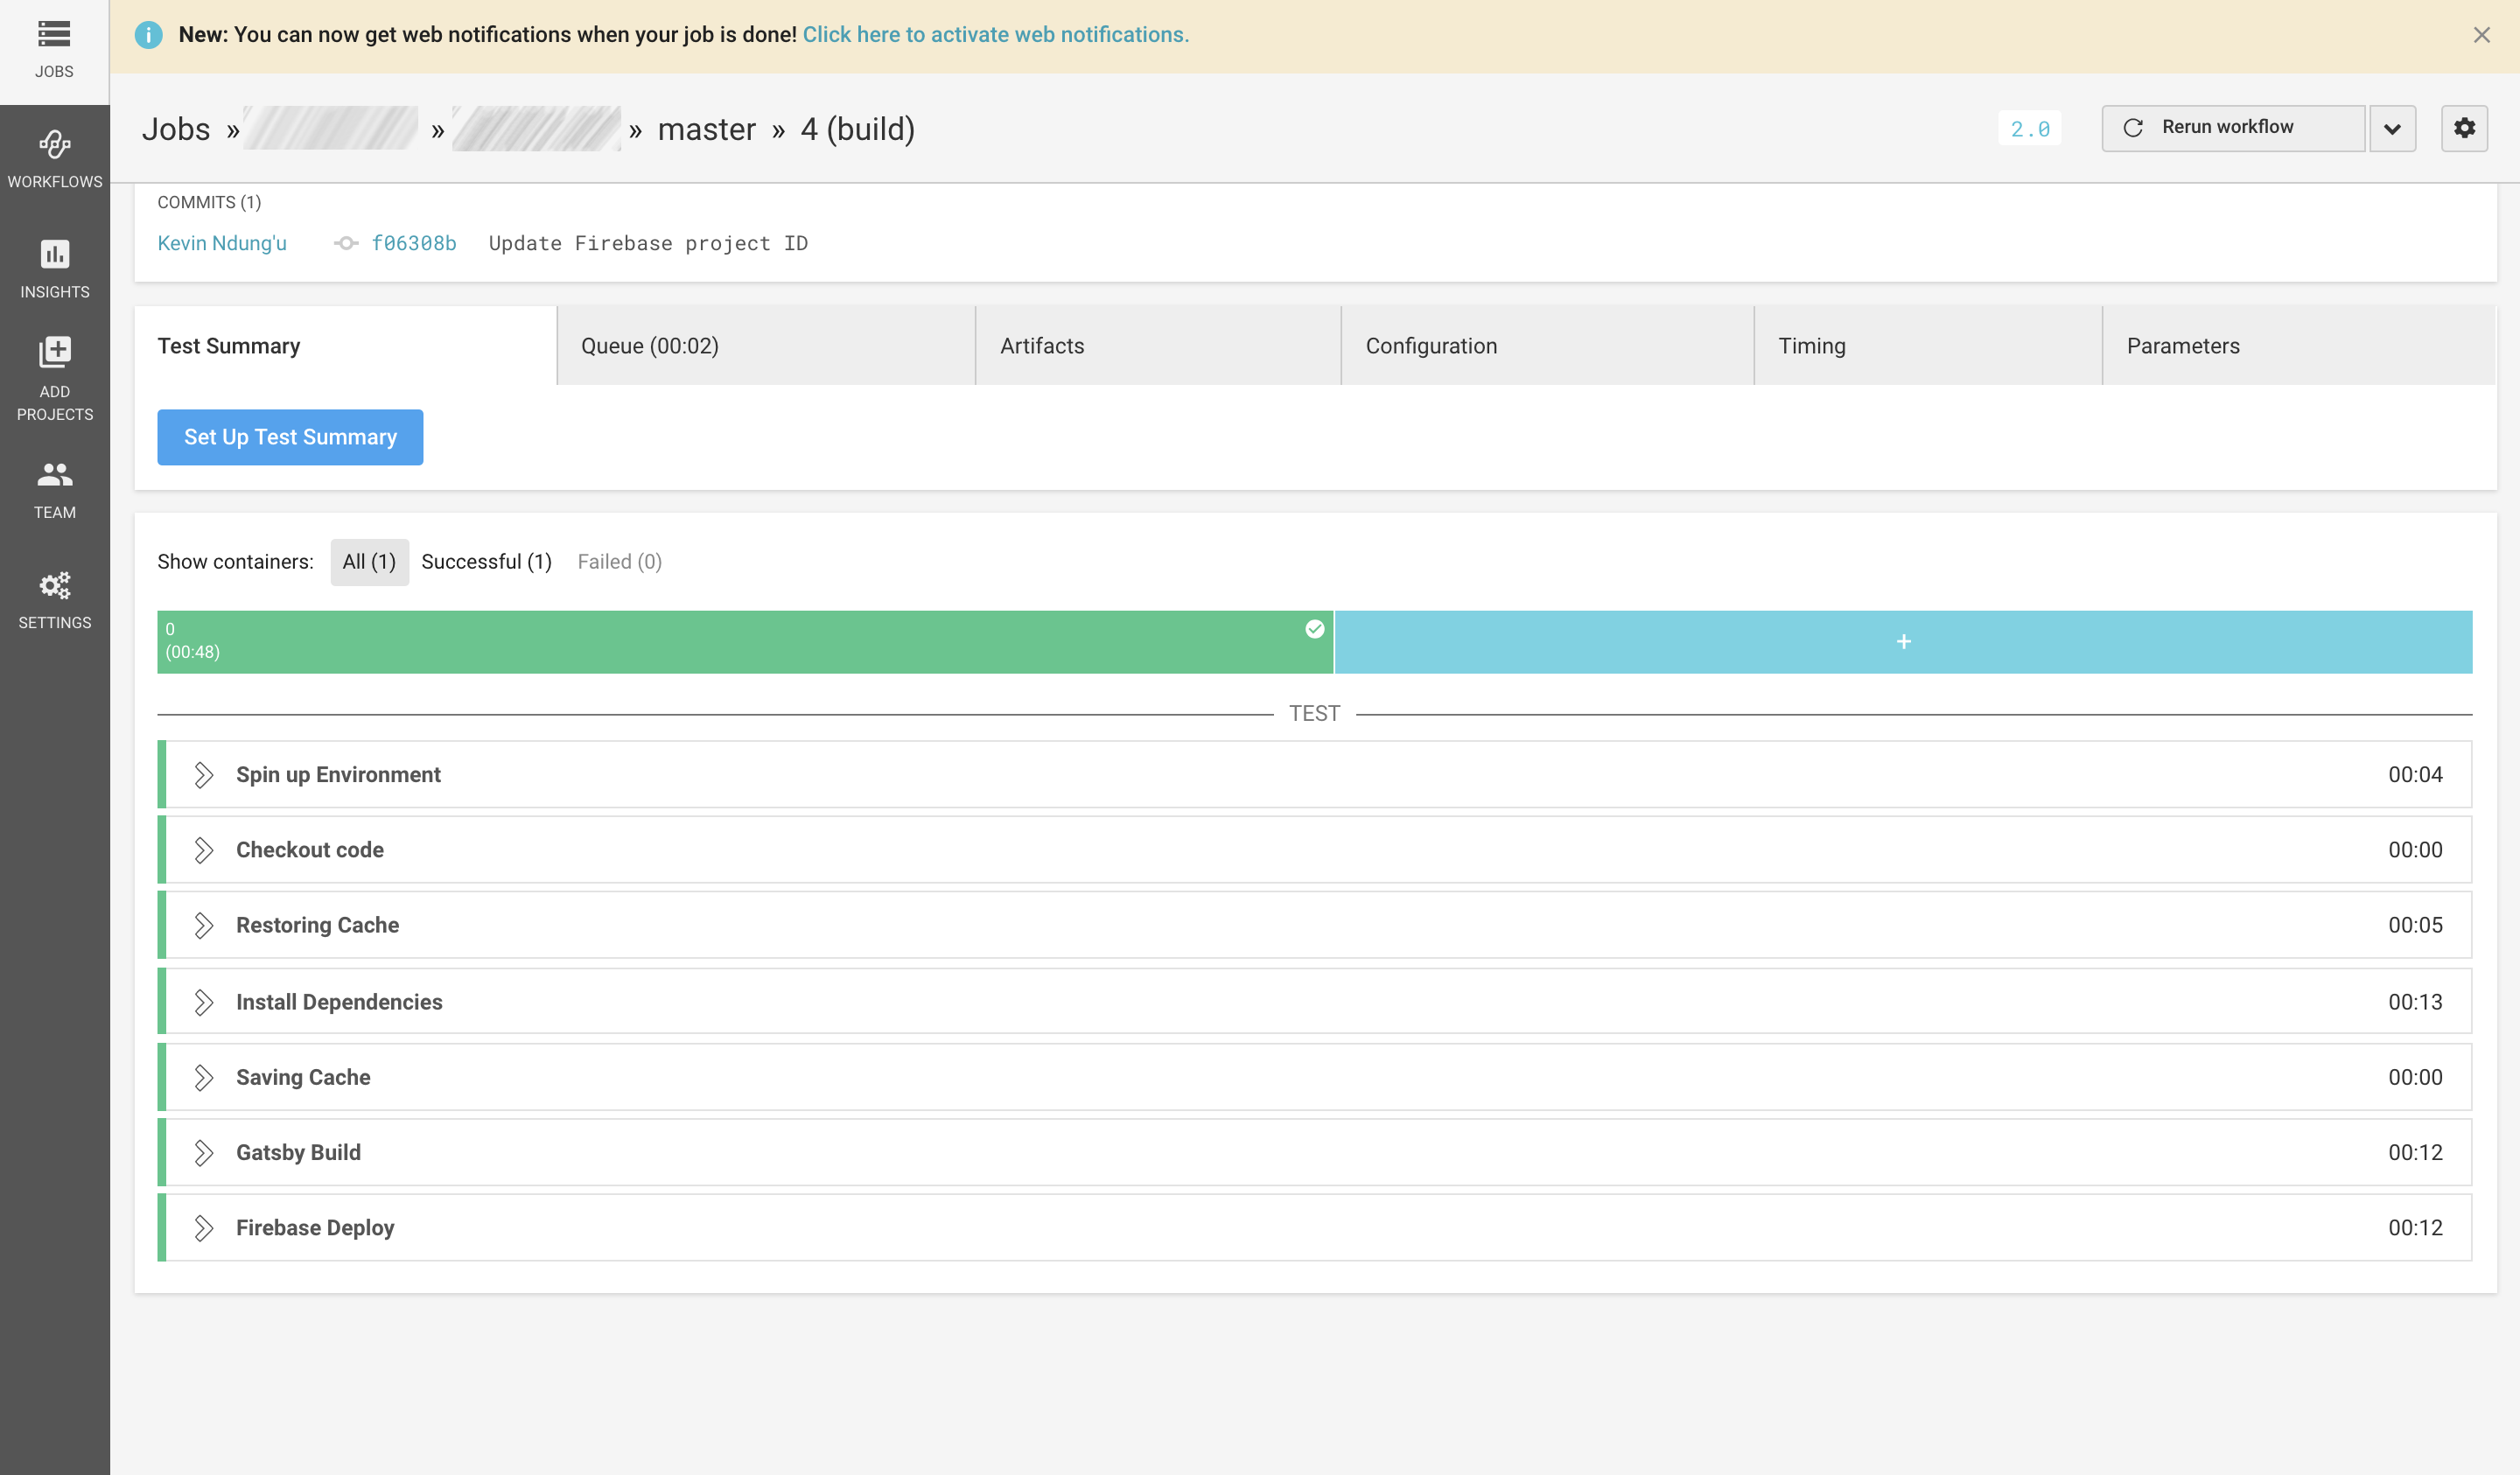 New: You can now get web notifications when your job is done! Click here to activate web notifications.
JOBS
WORKFLOWS
INSIGHTS
ADD
PROJECTS
TEAM
SETTINGS
Jobs » » » master » 4 (build)
2.0
Rerun workflow
COMMITS (1)
Kevin Ndung'u f06308b Update Firebase project ID
Test Summary
Queue (00:02)
Artifacts
Configuration
Timing
Parameters
Set Up Test Summary
Show containers: All (1) Successful (1) Failed (0)
0
(00:48)
+
TEST
Spin up Environment 00:04
Checkout code 00:00
Restoring Cache 00:05
Install Dependencies 00:13
Saving Cache 00:00
Gatsby Build 00:12
Firebase Deploy 00:12